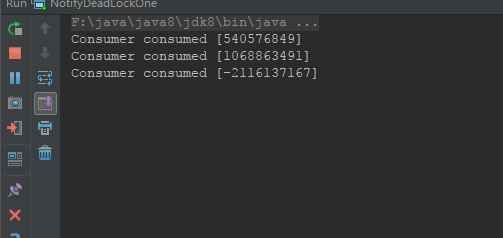 Run NotifyDeadLockOne
F:\java\java8\jdk8\bin\java ...
Consumer consumed [540576849]
Consumer consumed [1068863491]
Consumer consumed [-2116137167]